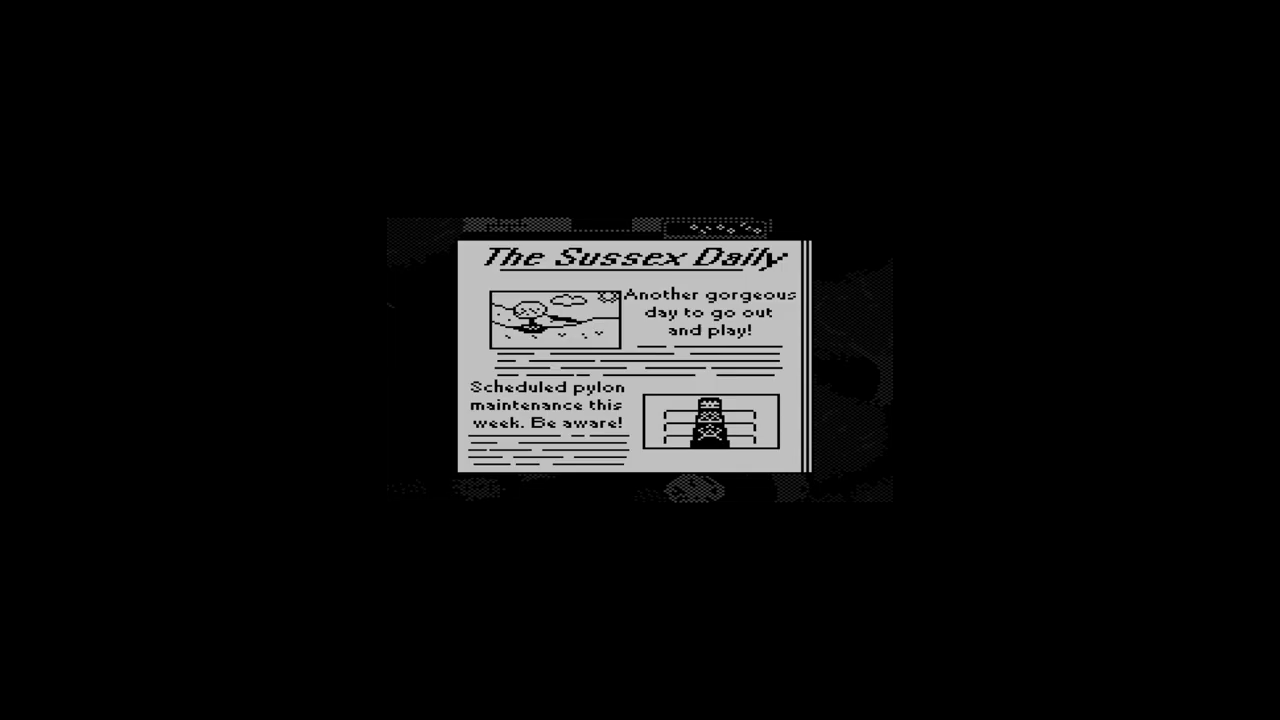 The Sussex Daily
Another gorgeous
day to go out
and play!
Scheduled pylon
maintenance this
week. Be aware!